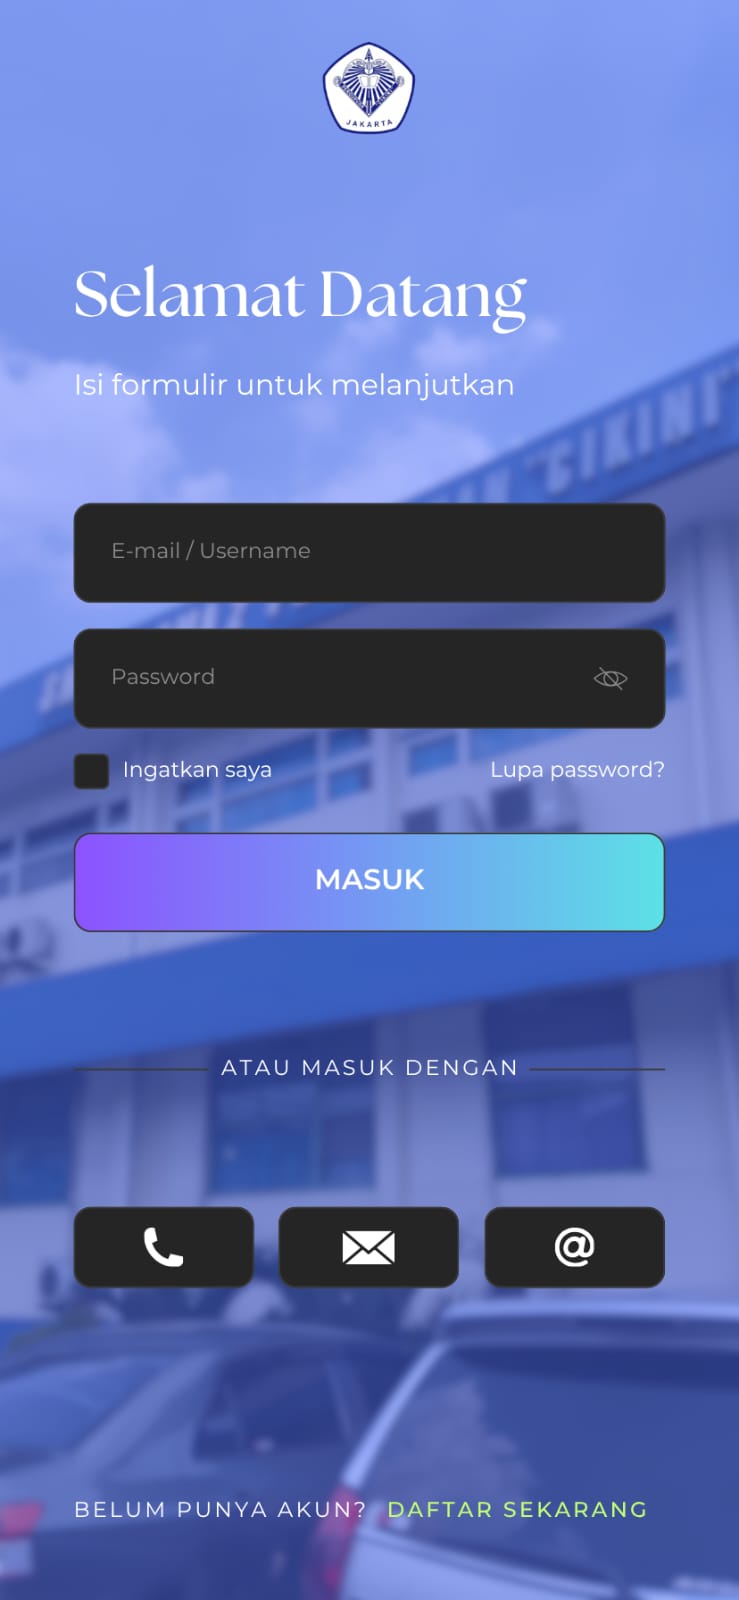 JAKARTA
Selamat Datang
Isi formulir untuk melanjutkan
"CIKINI"
E-mail / Username
Password
Ingatkan saya
Lupa password?
MASUK
ATAU MASUK DENGAN
@
BELUM PUNYA AKUN? DAFTAR SEKARANG